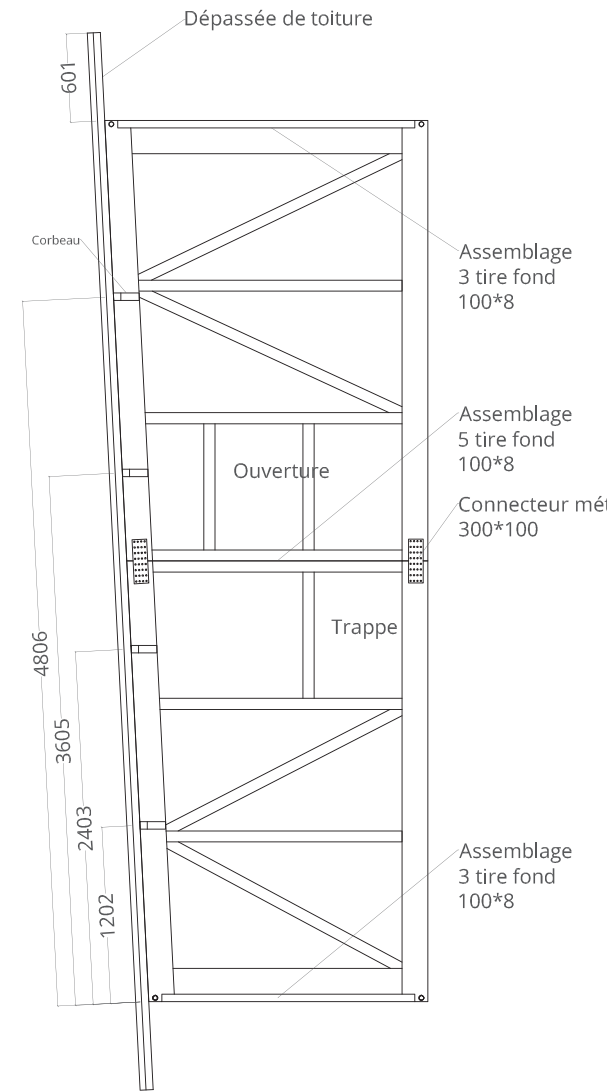 Dépassée de toiture
601
Corbeau
Assemblage
3 tire fond
100*8
Assemblage
5 tire fond
100*8
Ouverture
Connecteur mét
300*100
Trappe
4806
3605
2403
1202
Assemblage
3 tire fond
100*8